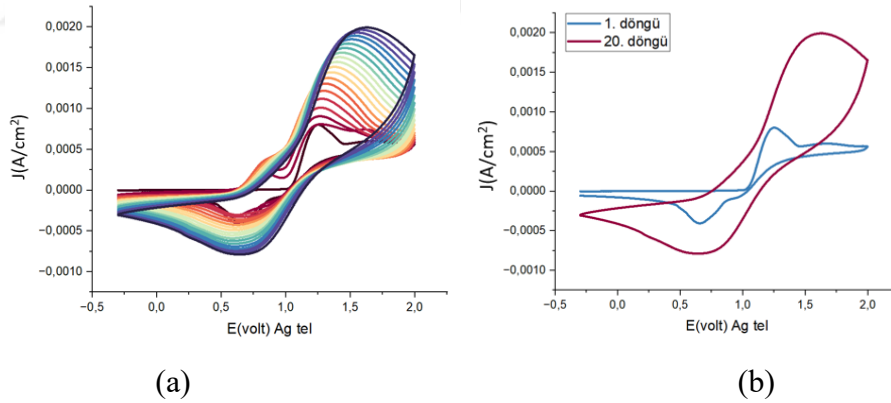 0,0020
0,0015
0,0010
0,0005
0,0000
−0,0005
−0,0010
J(A/cm²)
−0,5 0,0 0,5 1,0 1,5 2,0
E(volt) Ag tel
(a)
1. döngü
20. döngü
0,0020
0,0015
0,0010
0,0005
0,0000
−0,0005
−0,0010
J(A/cm²)
−0,5 0,0 0,5 1,0 1,5 2,0
E(volt) Ag tel
(b)